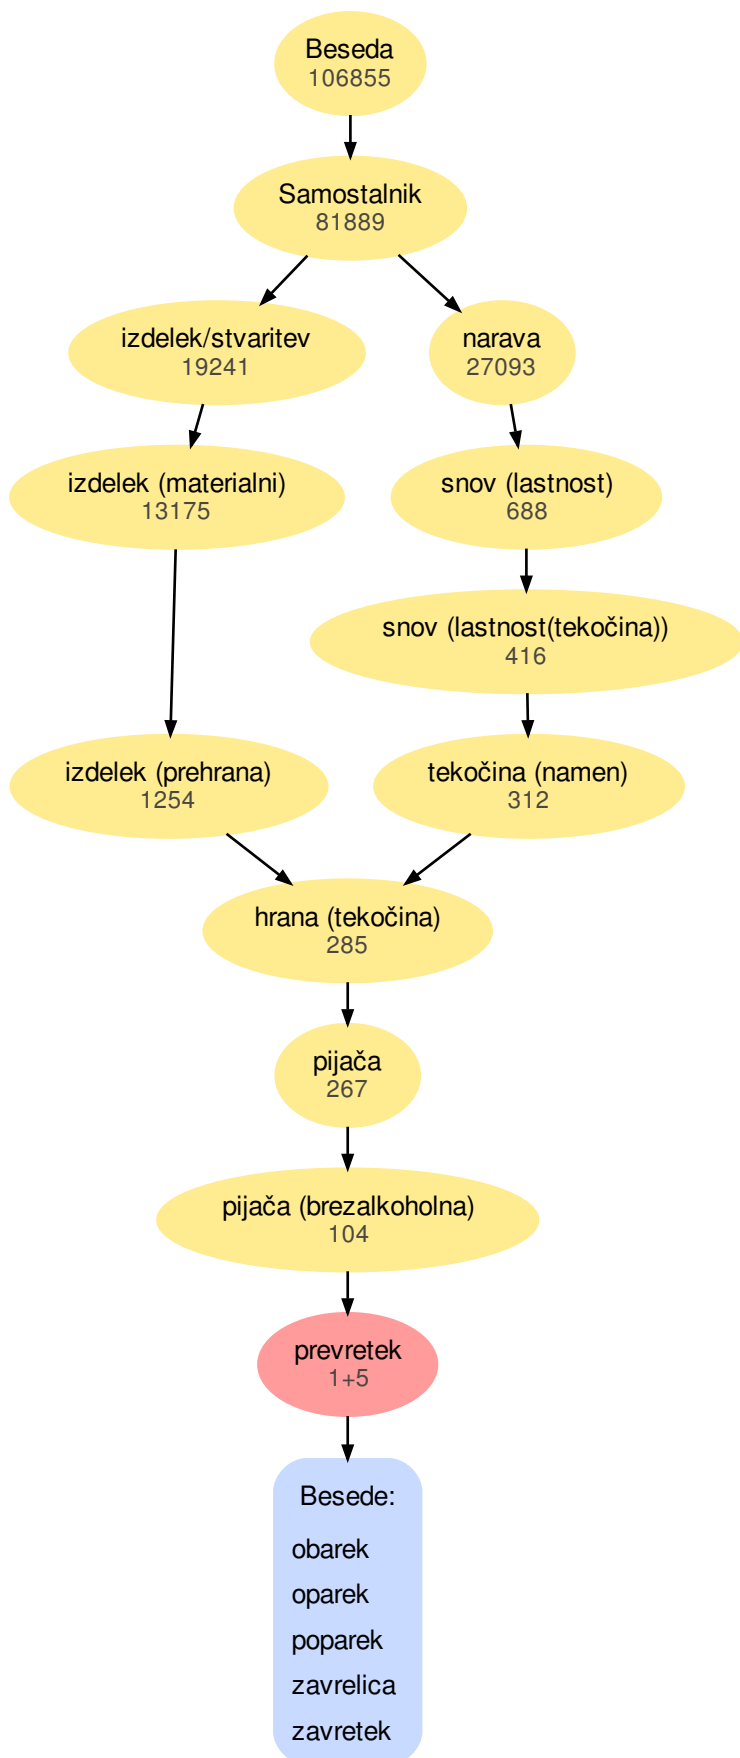 Beseda
106855
Samostalnik
81889
izdelek/stvaritev
19241
narava
27093
izdelek (materialni)
13175
snov (lastnost)
688
snov (lastnost(tekočina))
416
izdelek (prehrana)
1254
tekočina (namen)
312
hrana (tekočina)
285
pijača
267
pijača (brezalkoholna)
104
prevretek
1+5
Besede:
obarek
oparek
poparek
zavrelica
zavretek